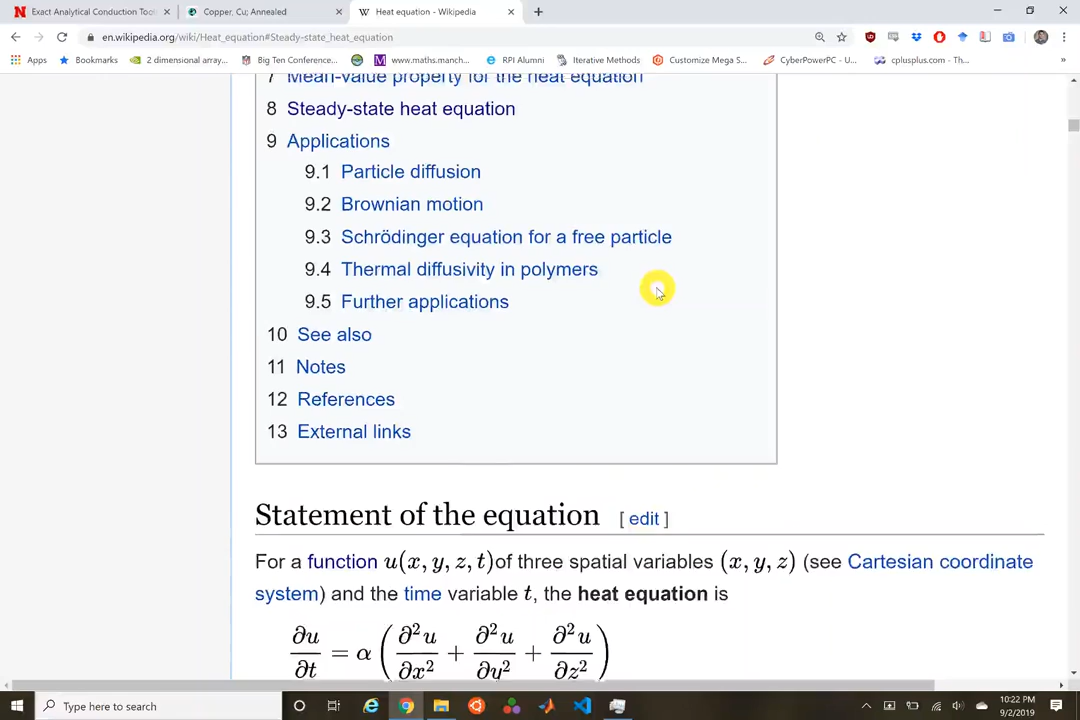 Exact Analytical Conduction Tool
Copper, Cu; Annealed
Heat equation - Wikipedia
en.wikipedia.org/wiki/Heat_equation#Steady-state_heat_equation
Apps
Bookmarks
2 dimensional array...
Big Ten Conference...
www.maths.manch...
RPI Alumni
Iterative Methods
Customize Mega S...
CyberPowerPC - U...
cplusplus.com - Th...
7 Mean-value property for the heat equation
8 Steady-state heat equation
9 Applications
9.1 Particle diffusion
9.2 Brownian motion
9.3 Schrödinger equation for a free particle
9.4 Thermal diffusivity in polymers
9.5 Further applications
10 See also
11 Notes
12 References
13 External links
Statement of the equation [ edit ]
For a function u(x, y, z, t)of three spatial variables (x, y, z) (see Cartesian coordinate
system) and the time variable t, the heat equation is
∂u/∂t = α (∂²u/∂x² + ∂²u/∂y² + ∂²u/∂z²)
Type here to search
10:22 PM
9/2/2019